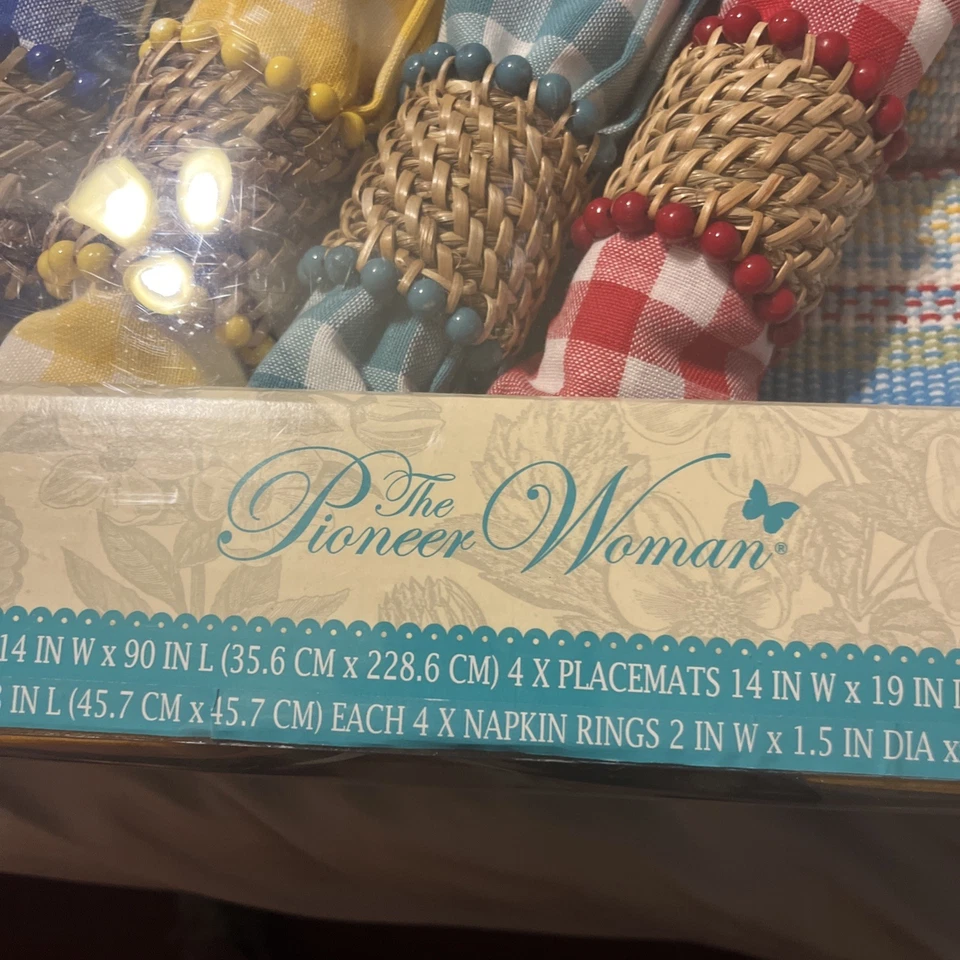 The
Pioneer Woman®
14 IN W x 90 IN L (35.6 CM x 228.6 CM) 4 X PLACEMATS 14 IN W x 19 IN
IN L (45.7 CM x 45.7 CM) EACH 4 X NAPKIN RINGS 2 IN W x 1.5 IN DIA x